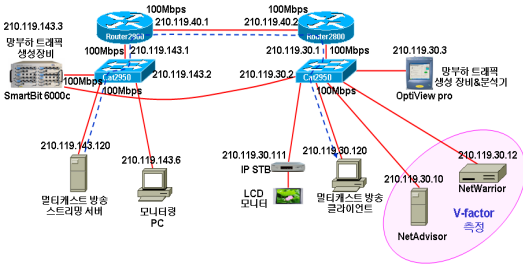 100Mbps
210.119.40.1
210.119.40.2
210.119.143.3
망부하 트래픽
생성장비
SmartBit 6000c
100Mbps
Router2950
Router2800
100Mbps
210.119.143.1
210.119.30.1
100Mbps
100Mbps
Cat2950
210.119.143.2
210.119.30.2
Cat2950
100Mbps
100Mbps
210.119.30.3
망부하 트래픽
생성 장비&분석기
OptiView pro
210.119.143.120
멀티케스트 방송
스트리밍 서버
210.119.143.6
모니터링
PC
210.119.30.111
IP STB
LCD
모니터
210.119.30.120
멀티케스트 방송
클라이언트
210.119.30.10
NetAdvisor
210.119.30.12
NetWarrior
V-factor
측정